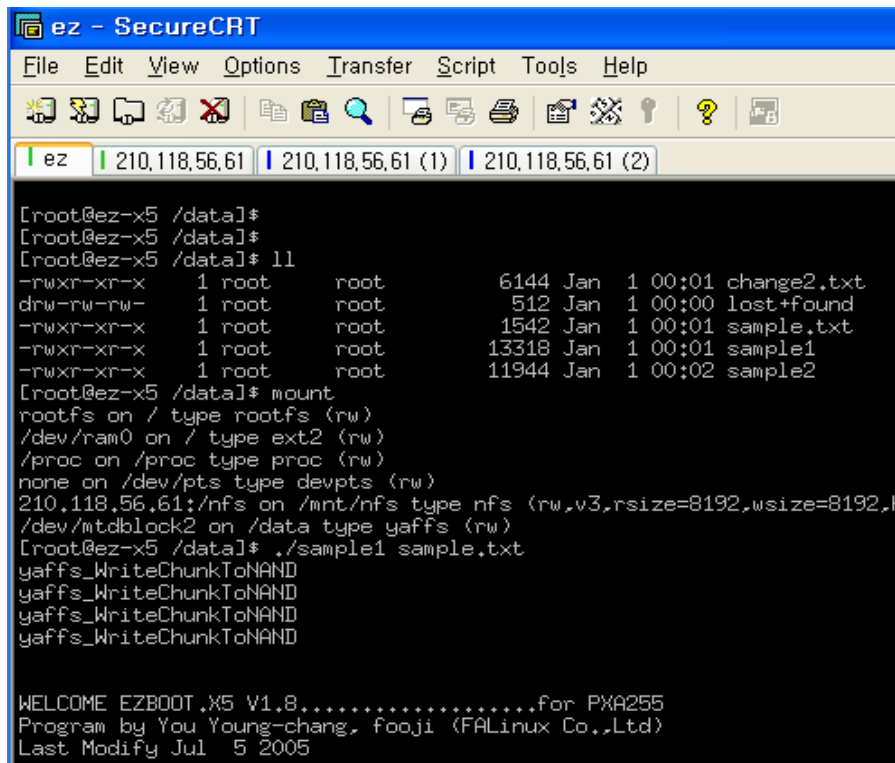 ez - SecureCRT
File Edit View Options Transfer Script Tools Help
ez 210,118,56,61 210,118,56,61 (1) 210,118,56,61 (2)
[root@ez-x5 /data]$
[root@ez-x5 /data]$
[root@ez-x5 /data]$ ll
-rwxr-xr-x 1 root root 6144 Jan 1 00:01 change2.txt
drw-rw-rw- 1 root root 512 Jan 1 00:00 lost+found
-rwxr-xr-x 1 root root 1542 Jan 1 00:01 sample.txt
-rwxr-xr-x 1 root root 13318 Jan 1 00:01 sample1
-rwxr-xr-x 1 root root 11944 Jan 1 00:02 sample2
[root@ez-x5 /data]$ mount
rootfs on / type rootfs (rw)
/dev/ram0 on / type ext2 (rw)
/proc on /proc type proc (rw)
none on /dev/pts type devpts (rw)
210.118.56.61:/nfs on /mnt/nfs type nfs (rw,v3,rsize=8192,wsize=8192,
/dev/mtdblock2 on /data type yaffs (rw)
[root@ez-x5 /data]$ ./sample1 sample.txt
yaffs_WriteChunkToNAND
yaffs_WriteChunkToNAND
yaffs_WriteChunkToNAND
yaffs_WriteChunkToNAND
WELCOME EZBOOT.X5 V1.8...................for PXA255
Program by You Young-chang, fooji (FALinux Co.,Ltd)
Last Modify Jul 5 2005